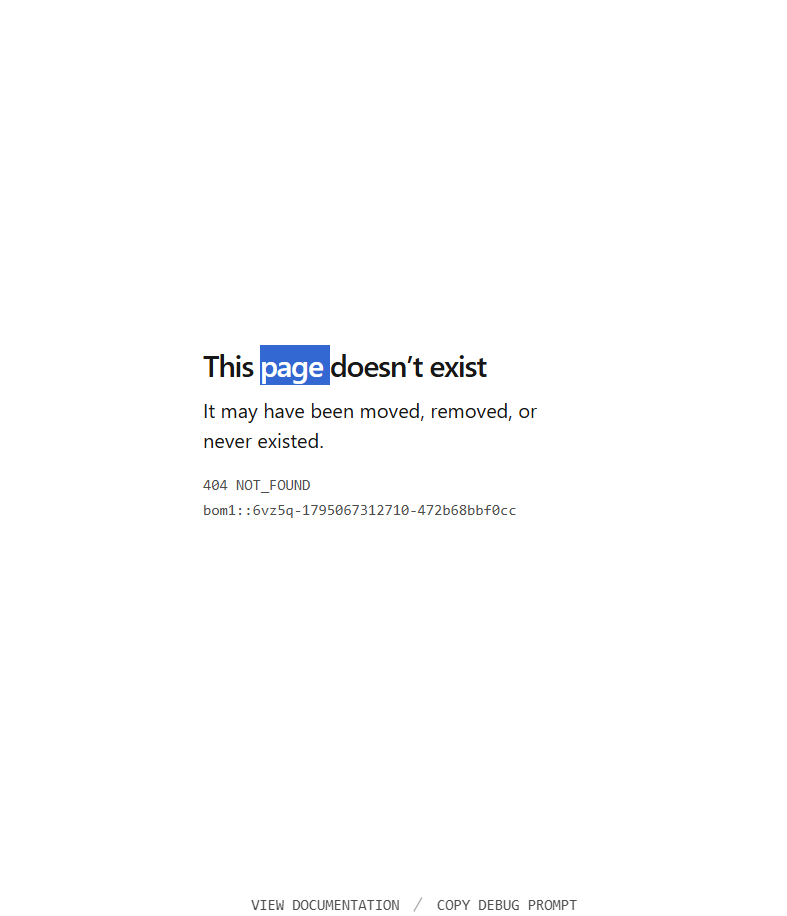 This page doesn’t exist
It may have been moved, removed, or
never existed.
404 NOT_FOUND
bom1::6vz5q-1795067312710-472b68bbf0cc
VIEW DOCUMENTATION / COPY DEBUG PROMPT